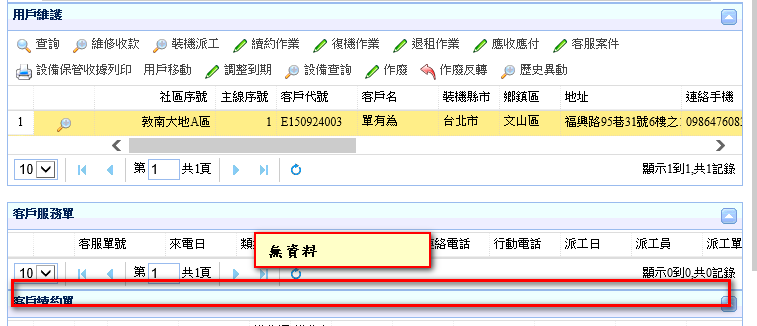 用戶維護
查詢 維修收款 裝機派工 續約作業 復機作業 退租作業 應收應付 客服案件
設備保管收據列印 用戶移動 調整到期 設備查詢 作廢 作廢反轉 歷史異動
社區序號 主線序號 客戶代號 客戶名 裝機縣市 鄉鎮區 地址 連絡手機
1 敦南大地A區 1 E150924003 單有為 台北市 文山區 福興路95巷31號6樓之
10 第 1 共1頁 顯示1到1,共1記錄
客戶服務單
客服單號 來電日 無資料 絡電話 行動電話 派工日 派工員 派工單
10 第 1 共1頁 顯示0到0,共0記錄
客戶續約單